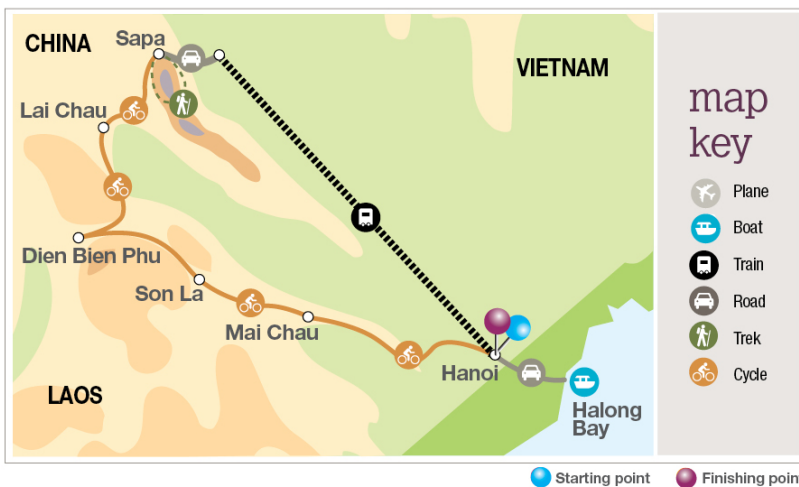 CHINA
Sapa
VIETNAM
Lai Chau
Dien Bien Phu
Son La
Mai Chau
LAOS
Hanoi
Halong
Bay
map
key
Plane
Boat
Train
Road
Trek
Cycle
Starting point
Finishing poin